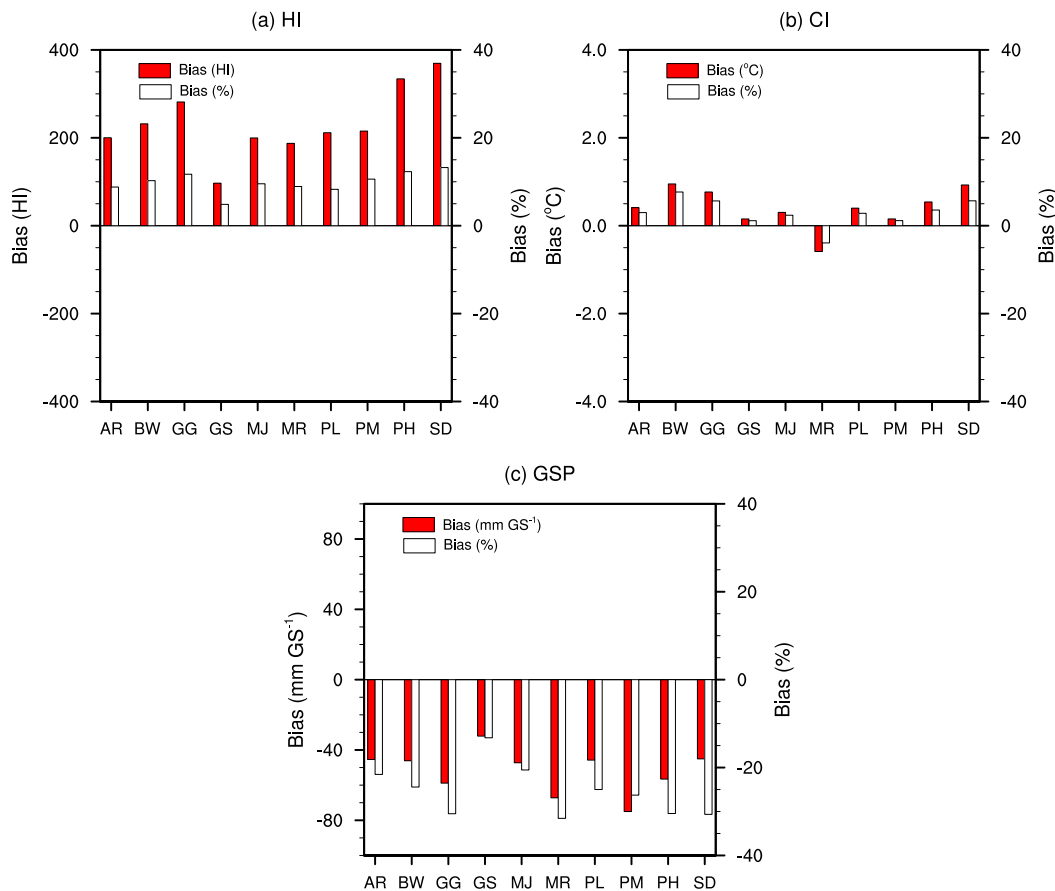 (a) HI
400
200
0
-200
-400
Bias (HI)
Bias (HI)
Bias (%)
40
20
0
-20
-40
Bias (%)
AR BW GG GS MJ MR PL PM PH SD
(b) CI
4.0
2.0
0.0
-2.0
-4.0
Bias (°C)
Bias (°C)
Bias (%)
40
20
0
-20
-40
Bias (%)
AR BW GG GS MJ MR PL PM PH SD
(c) GSP
80
40
0
-40
-80
Bias (mm GS⁻¹)
Bias (mm GS⁻¹)
Bias (%)
40
20
0
-20
-40
Bias (%)
AR BW GG GS MJ MR PL PM PH SD